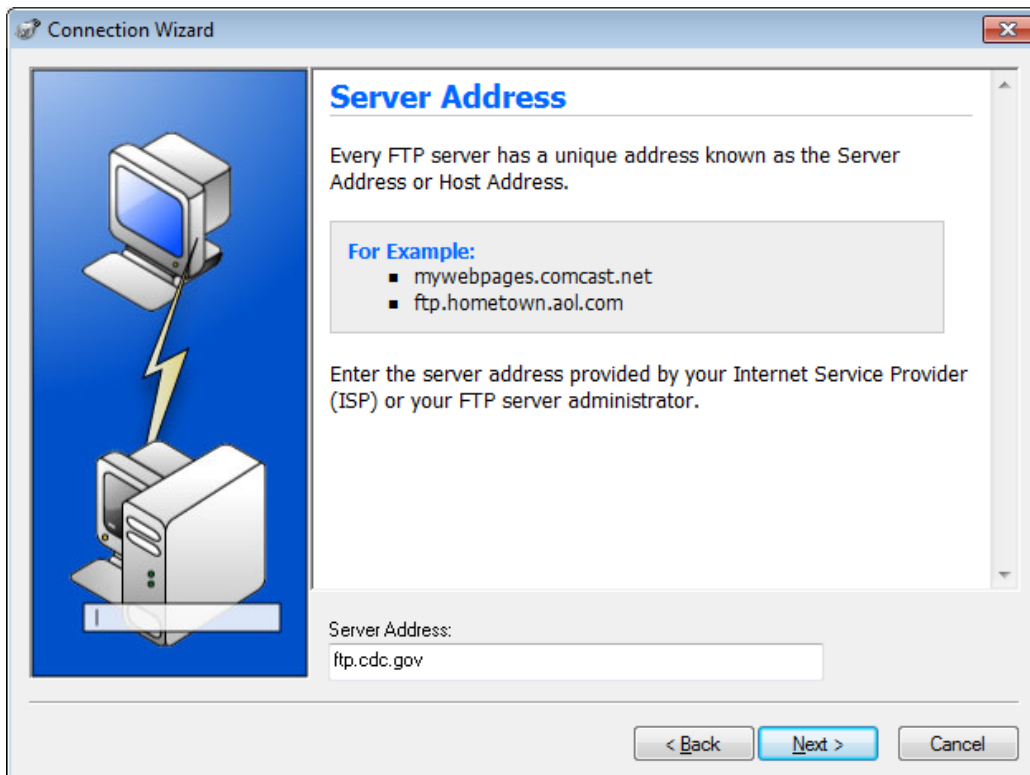 Connection Wizard
Server Address
Every FTP server has a unique address known as the Server
Address or Host Address.
For Example:
▪ mywebpages.comcast.net
▪ ftp.hometown.aol.com
Enter the server address provided by your Internet Service Provider
(ISP) or your FTP server administrator.
Server Address:
ftp.cdc.gov
< Back
Next >
Cancel